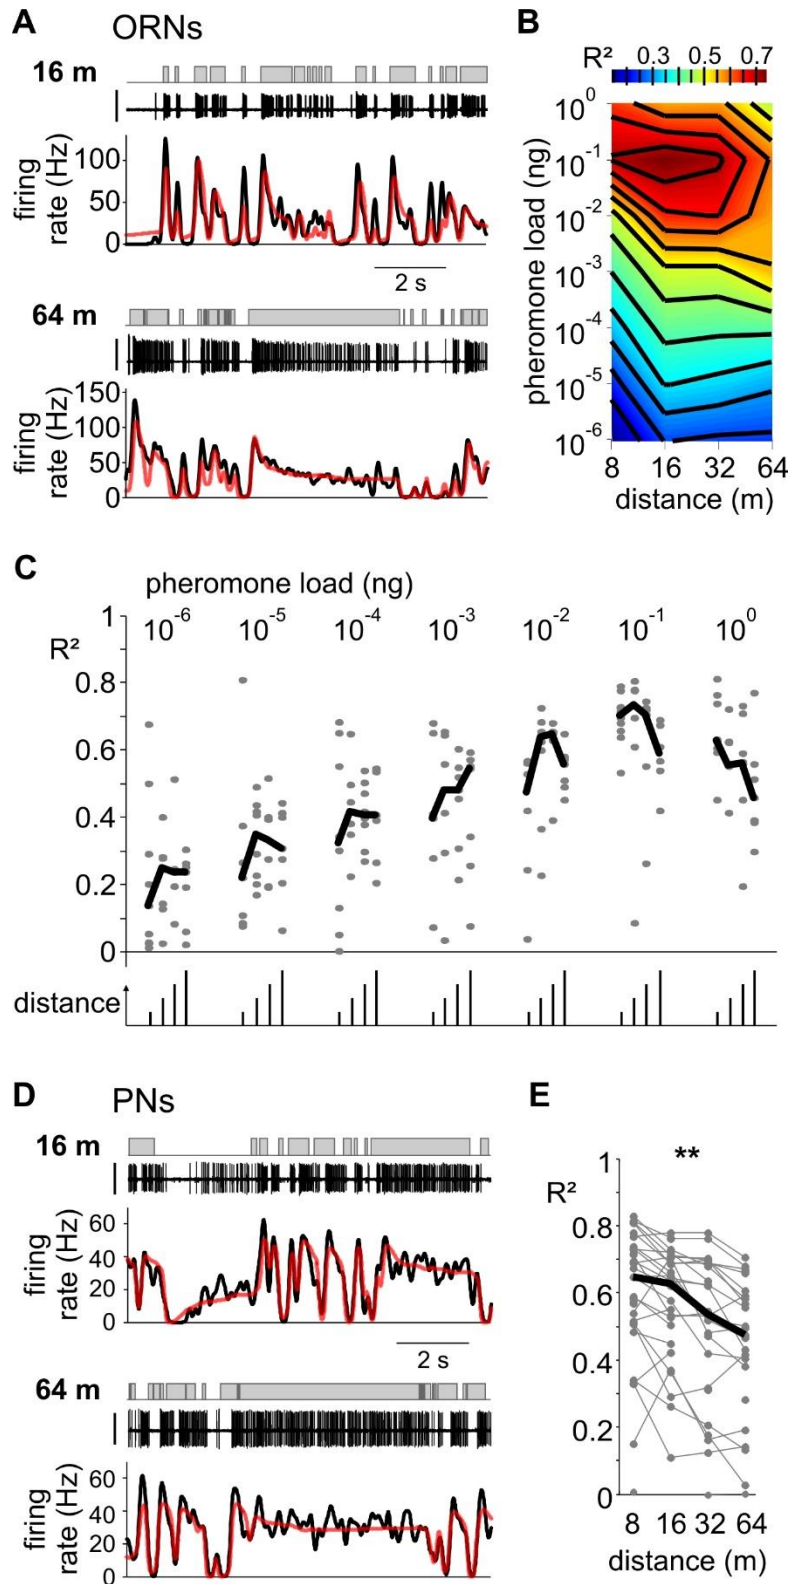 A ORNs
16 m
firing
rate (Hz)
100
50
0
2 s
64 m
firing
rate (Hz)
150
100
50
0
B
R² 0.3 0.5 0.7
pheromone load (ng)
10⁰
10⁻¹
10⁻²
10⁻³
10⁻⁴
10⁻⁵
10⁻⁶
8 16 32 64
distance (m)
C
pheromone load (ng)
10⁻⁶ 10⁻⁵ 10⁻⁴ 10⁻³ 10⁻² 10⁻¹ 10⁰
R²
1
0.8
0.6
0.4
0.2
0
distance
D PNs
16 m
firing
rate (Hz)
60
40
20
0
2 s
64 m
firing
rate (Hz)
60
40
20
0
E
**
R²
1
0.8
0.6
0.4
0.2
0
8 16 32 64
distance (m)